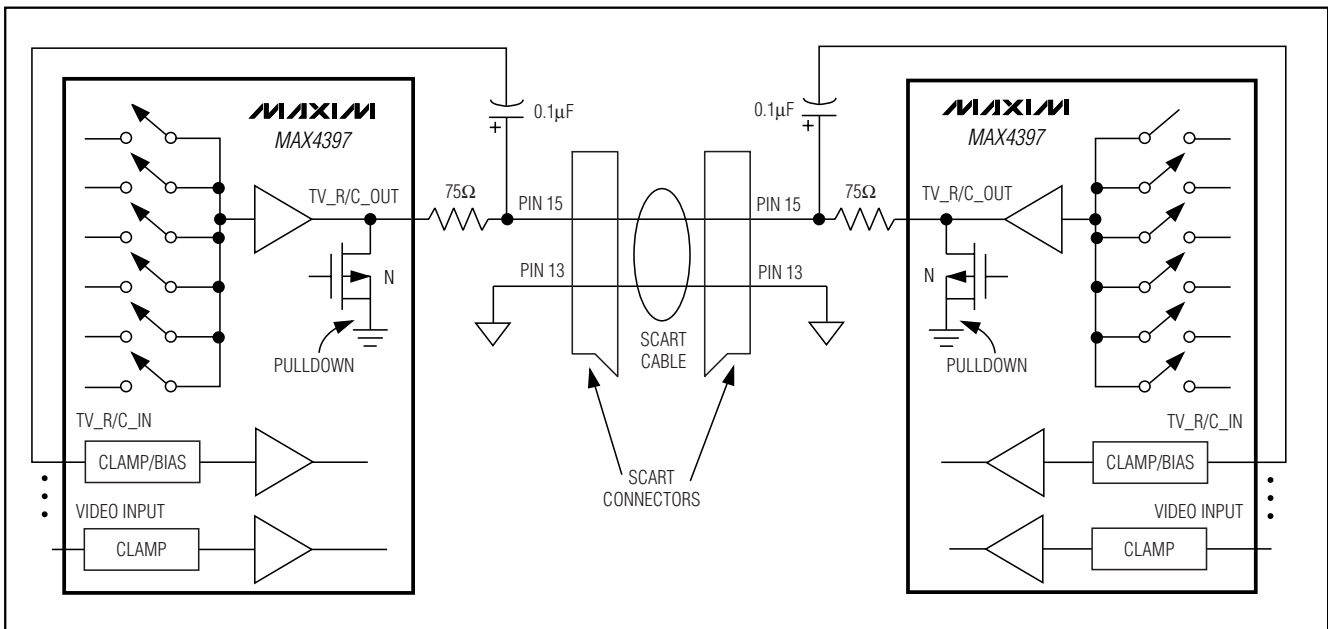 MAXIM
MAX4397
TV_R/C_OUT
75Ω
0.1µF
+
PIN 15
PIN 13
N
PULLDOWN
TV_R/C_IN
CLAMP/BIAS
VIDEO INPUT
CLAMP
SCART
CABLE
SCART
CONNECTORS
0.1µF
+
PIN 15
PIN 13
75Ω
MAXIM
MAX4397
TV_R/C_OUT
N
PULLDOWN
TV_R/C_IN
CLAMP/BIAS
VIDEO INPUT
CLAMP